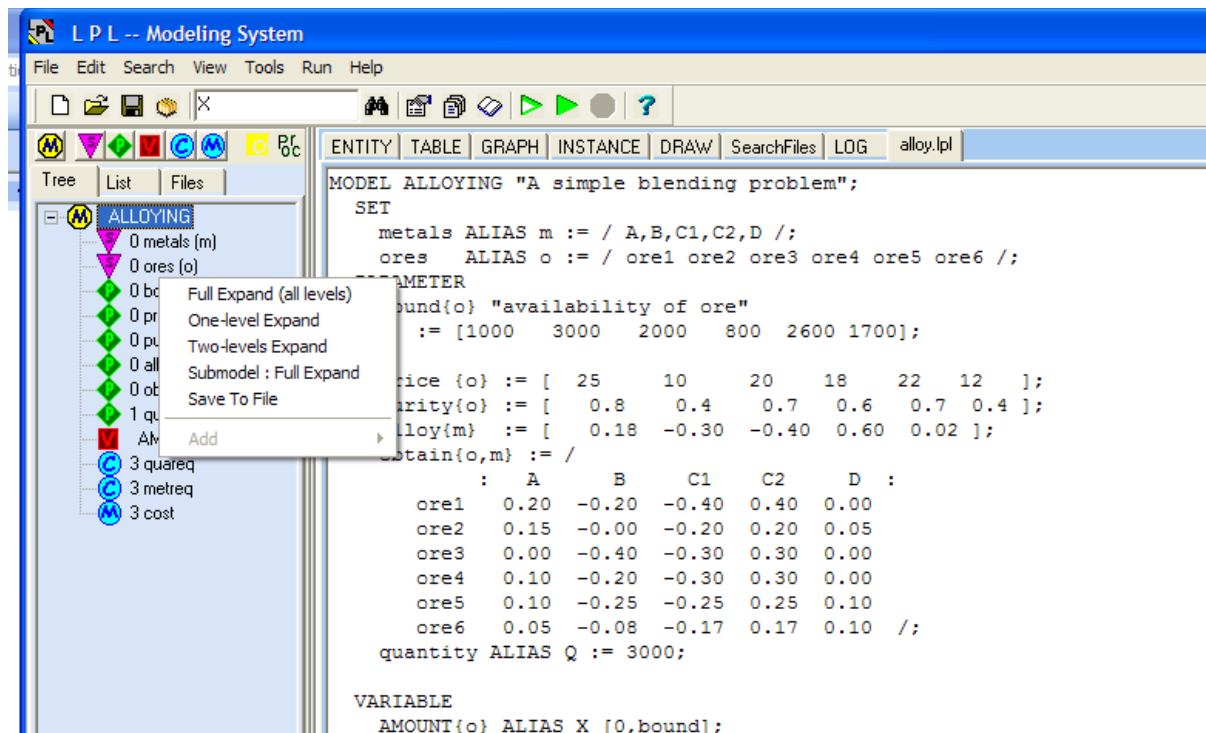 L P L -- Modeling System
File Edit Search View Tools Run Help
X
Pr oc
ENTITY TABLE GRAPH INSTANCE DRAW SearchFiles LOG alloy.lpl
Tree List Files
ALLOYING
0 metals (m)
0 ores (o)
0 bo
0 pr
0 pu
0 all
0 ob
1 qu
AM
3 quareq
3 metreq
3 cost
Full Expand (all levels)
One-level Expand
Two-levels Expand
Submodel : Full Expand
Save To File
Add
MODEL ALLOYING "A simple blending problem";
SET
metals ALIAS m := / A,B,C1,C2,D /;
ores ALIAS o := / ore1 ore2 ore3 ore4 ore5 ore6 /;
AMETER
ound{o} "availability of ore"
:= [1000 3000 2000 800 2600 1700];
rice {o} := [ 25 10 20 18 22 12 ];
urity{o} := [ 0.8 0.4 0.7 0.6 0.7 0.4 ];
lloy{m} := [ 0.18 -0.30 -0.40 0.60 0.02 ];
obtain{o,m} := /
: A B C1 C2 D :
ore1 0.20 -0.20 -0.40 0.40 0.00
ore2 0.15 -0.00 -0.20 0.20 0.05
ore3 0.00 -0.40 -0.30 0.30 0.00
ore4 0.10 -0.20 -0.30 0.30 0.00
ore5 0.10 -0.25 -0.25 0.25 0.10
ore6 0.05 -0.08 -0.17 0.17 0.10 /;
quantity ALIAS Q := 3000;
VARIABLE
AMOUNT{o} ALIAS X [0,bound];